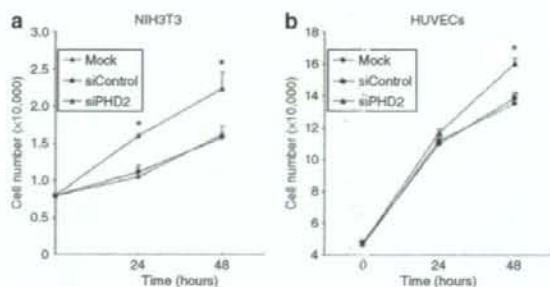 a NIH3T3
Cell number (×10,000)
3.0
2.5
2.0
1.5
1.0
0.5
0
Mock
siControl
siPHD2
*
*
24
48
Time (hours)
b HUVECs
Cell number (×10,000)
18
16
14
12
10
8
6
4
Mock
siControl
siPHD2
*
0
24
48
Time (hours)